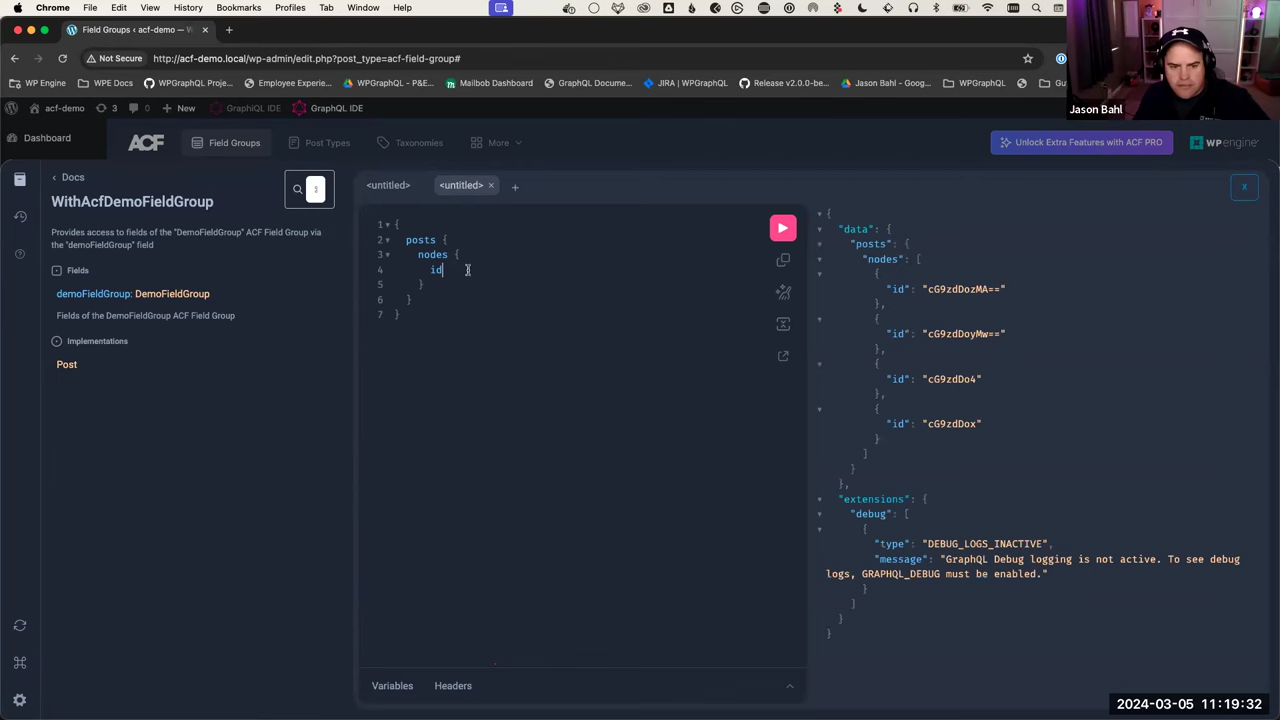 Chrome File Edit View History Bookmarks Profiles Tab Window Help
Field Groups ‹ acf-demo — W
Not Secure http://acf-demo.local/wp-admin/edit.php?post_type=acf-field-group#
WP Engine WPE Docs WPGraphQL Proje... Employee Experience... WPGraphQL - P&E... Mailbob Dashboard GraphQL Docume... JIRA | WPGraphQL Release v2.0.0-be... Jason Bahl - Goog... WPGraphQL
Jason Bahl
acf-demo 3 0 New GraphiQL IDE GraphQL IDE
Dashboard ACF Field Groups Post Types Taxonomies More Unlock Extra Features with ACF PRO WPengine
Docs
WithAcfDemoFieldGroup
Provides access to fields of the "DemoFieldGroup" ACF Field Group via
the "demoFieldGroup" field
Fields
demoFieldGroup: DemoFieldGroup
Fields of the DemoFieldGroup ACF Field Group
Implementations
Post
<untitled> <untitled> × +
1 {
2 posts {
3 nodes {
4 id
5 }
6 }
7 }
Variables Headers
X
{
"data": {
"posts": {
"nodes": [
{
"id": "cG9zdDozMA=="
},
{
"id": "cG9zdDoyMw=="
},
{
"id": "cG9zdDo4"
},
{
"id": "cG9zdDox"
}
]
}
},
"extensions": {
"debug": [
{
"type": "DEBUG_LOGS_INACTIVE",
"message": "GraphQL Debug logging is not active. To see debug
logs, GRAPHQL_DEBUG must be enabled."
}
]
}
}
2024-03-05 11:19:32